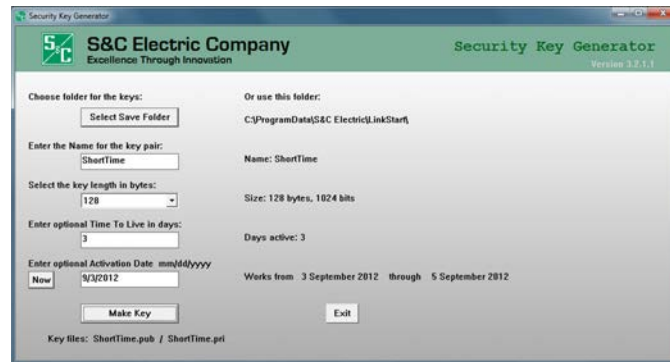 Security Key Generator
S&C
S&C Electric Company
Excellence Through Innovation
Security Key Generator
Version 3.2.1.1
Choose folder for the keys:
Or use this folder:
Select Save Folder
C:\ProgramData\S&C Electric\LinkStart\
Enter the Name for the key pair:
ShortTime
Name: ShortTime
Select the key length in bytes:
128
Size: 128 bytes, 1024 bits
Enter optional Time To Live in days:
3
Days active: 3
Enter optional Activation Date mm/dd/yyyy
Now
9/3/2012
Works from 3 September 2012 through 5 September 2012
Make Key
Exit
Key files: ShortTime.pub / ShortTime.pri